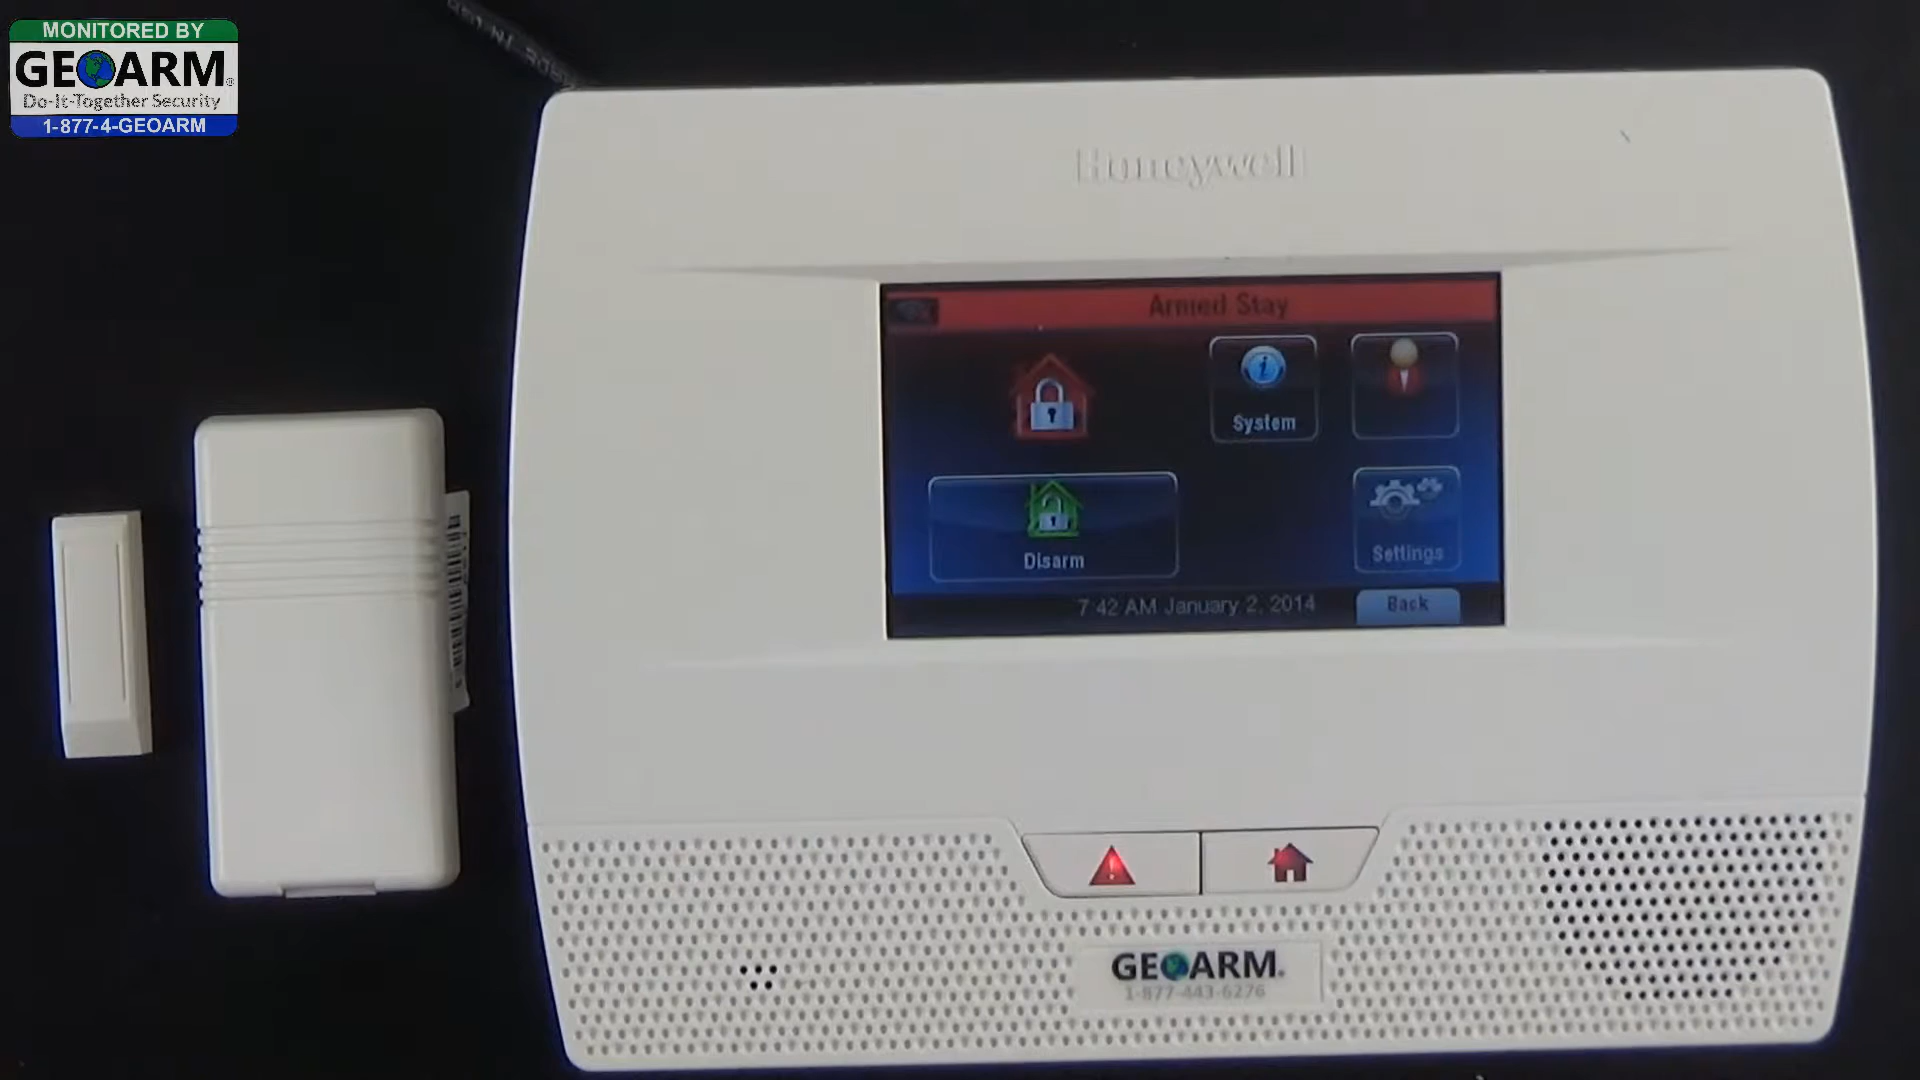 MONITORED BY
GEOARM®
Do-It-Together Security
1-877-4-GEOARM
Honeywell
Armed Stay
System
Disarm
Settings
7:42 AM January 2, 2014
Back
GEOARM®
1-877-443-6276